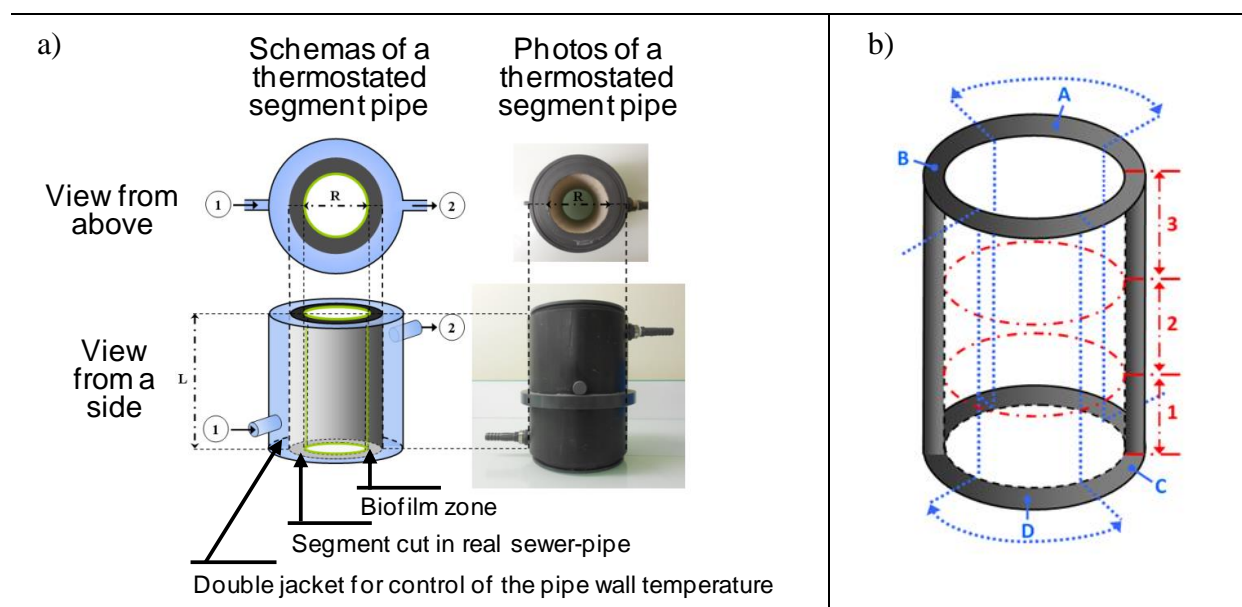 a)
Schemas of a
thermostated
segment pipe
Photos of a
thermostated
segment pipe
View from
above
1
R
2
R
View
from a
side
L
2
1
Biofilm zone
Segment cut in real sewer-pipe
Double jacket for control of the pipe wall temperature
b)
A
B
3
2
1
C
D